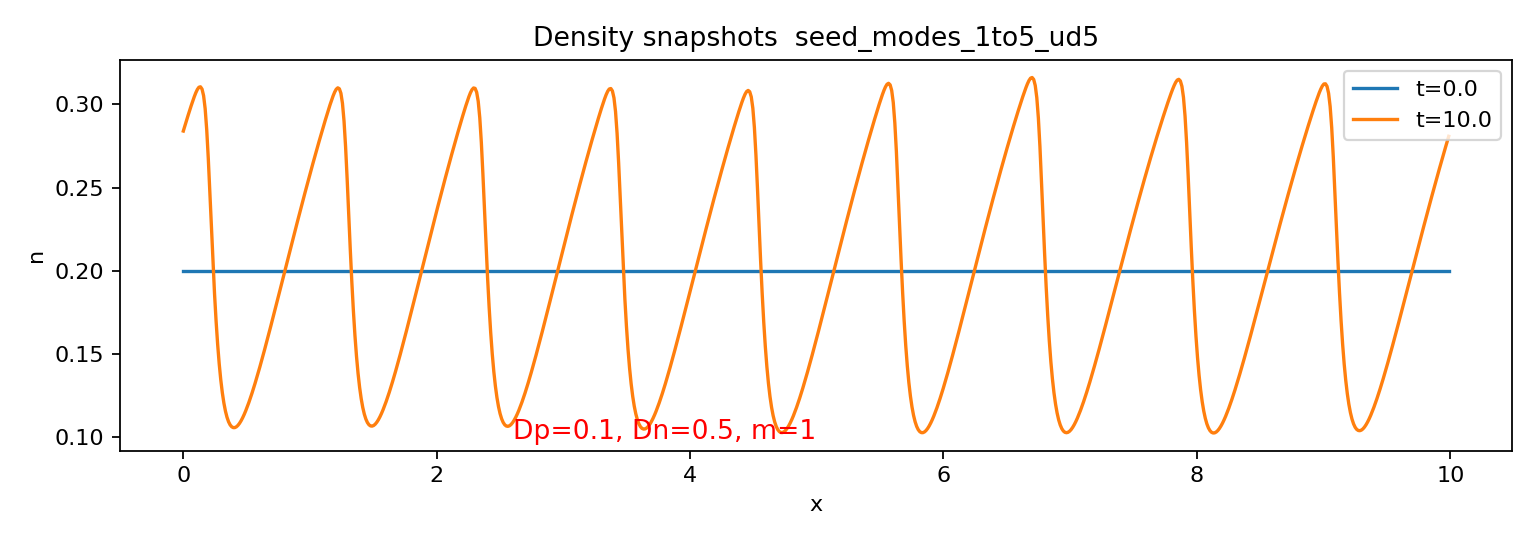 Density snapshots  seed_modes_1to5_ud5
t=0.0
t=10.0
0.30
0.25
0.20
0.15
0.10
n
Dp=0.1, Dn=0.5, m=1
0 2 4 6 8 10
x